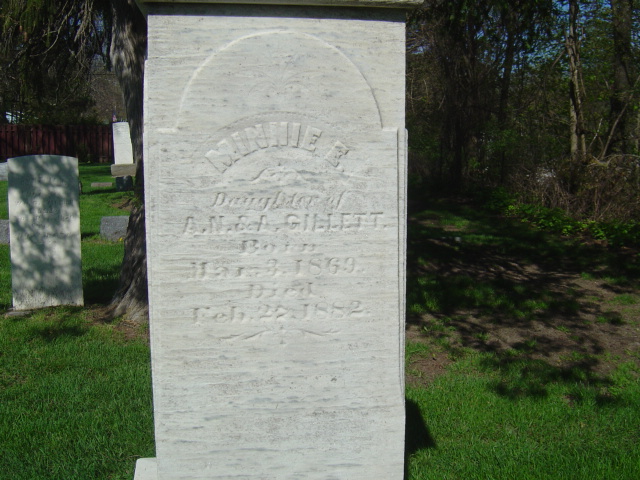 MINNIE E.
Daughter of
A.N. & A. GILLETT.
Born
Mar. 3. 1869.
Died
Feb. 22. 1882.